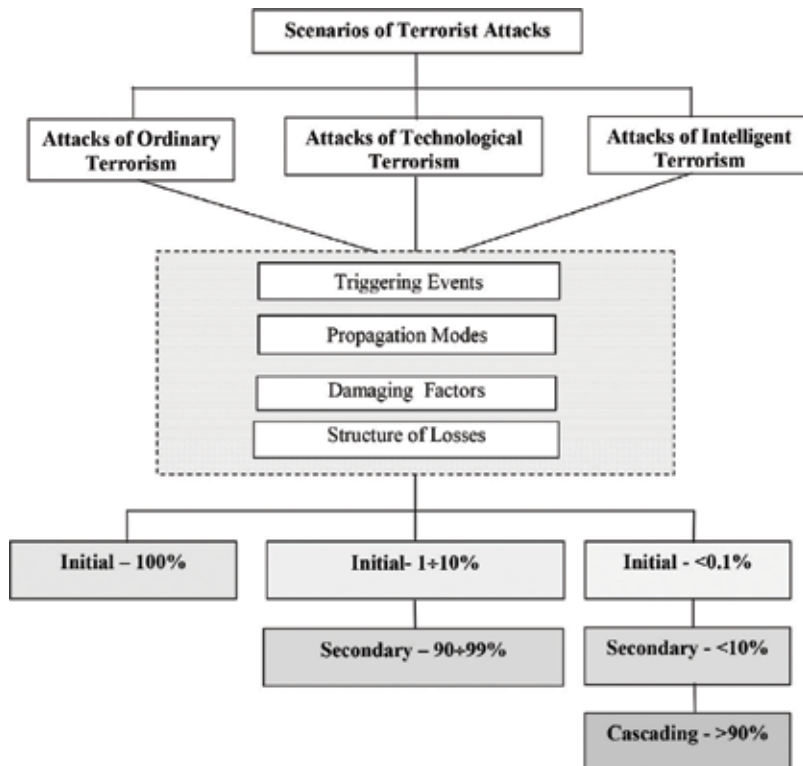 Scenarios of Terrorist Attacks
Attacks of Ordinary
Terrorism
Attacks of Technological
Terrorism
Attacks of Intelligent
Terrorism
Triggering Events
Propagation Modes
Damaging Factors
Structure of Losses
Initial – 100%
Initial- 1÷10%
Initial - <0.1%
Secondary – 90÷99%
Secondary - <10%
Cascading - >90%